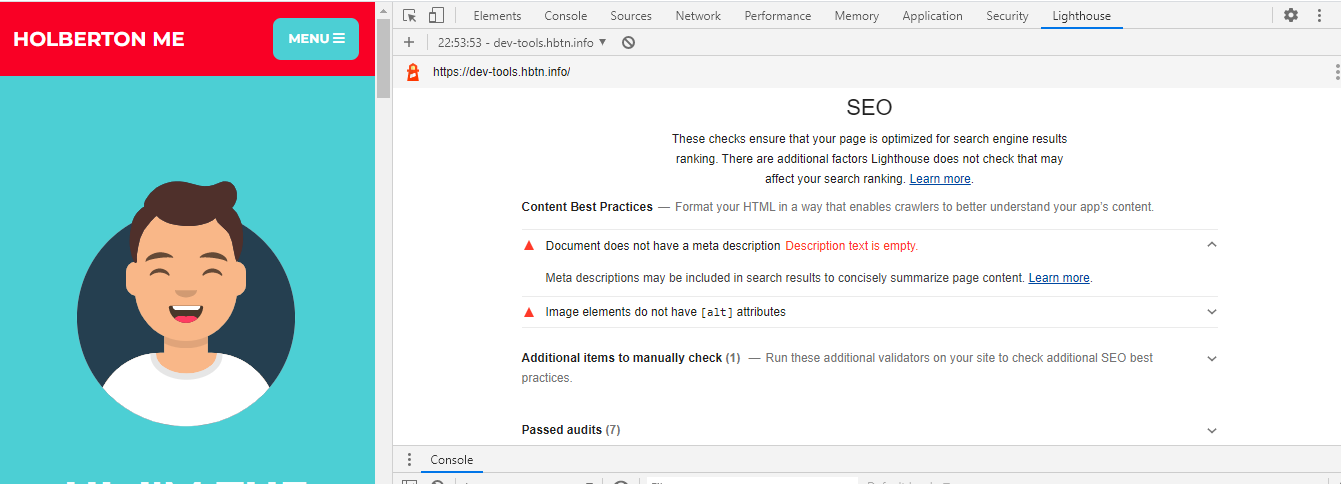 HOLBERTON ME
MENU
Elements Console Sources Network Performance Memory Application Security Lighthouse
22:53:53 - dev-tools.hbtn.info
https://dev-tools.hbtn.info/
SEO
These checks ensure that your page is optimized for search engine results
ranking. There are additional factors Lighthouse does not check that may
affect your search ranking. Learn more.
Content Best Practices — Format your HTML in a way that enables crawlers to better understand your app's content.
Document does not have a meta description Description text is empty.
Meta descriptions may be included in search results to concisely summarize page content. Learn more.
Image elements do not have [alt] attributes
Additional items to manually check (1) — Run these additional validators on your site to check additional SEO best
practices.
Passed audits (7)
Console